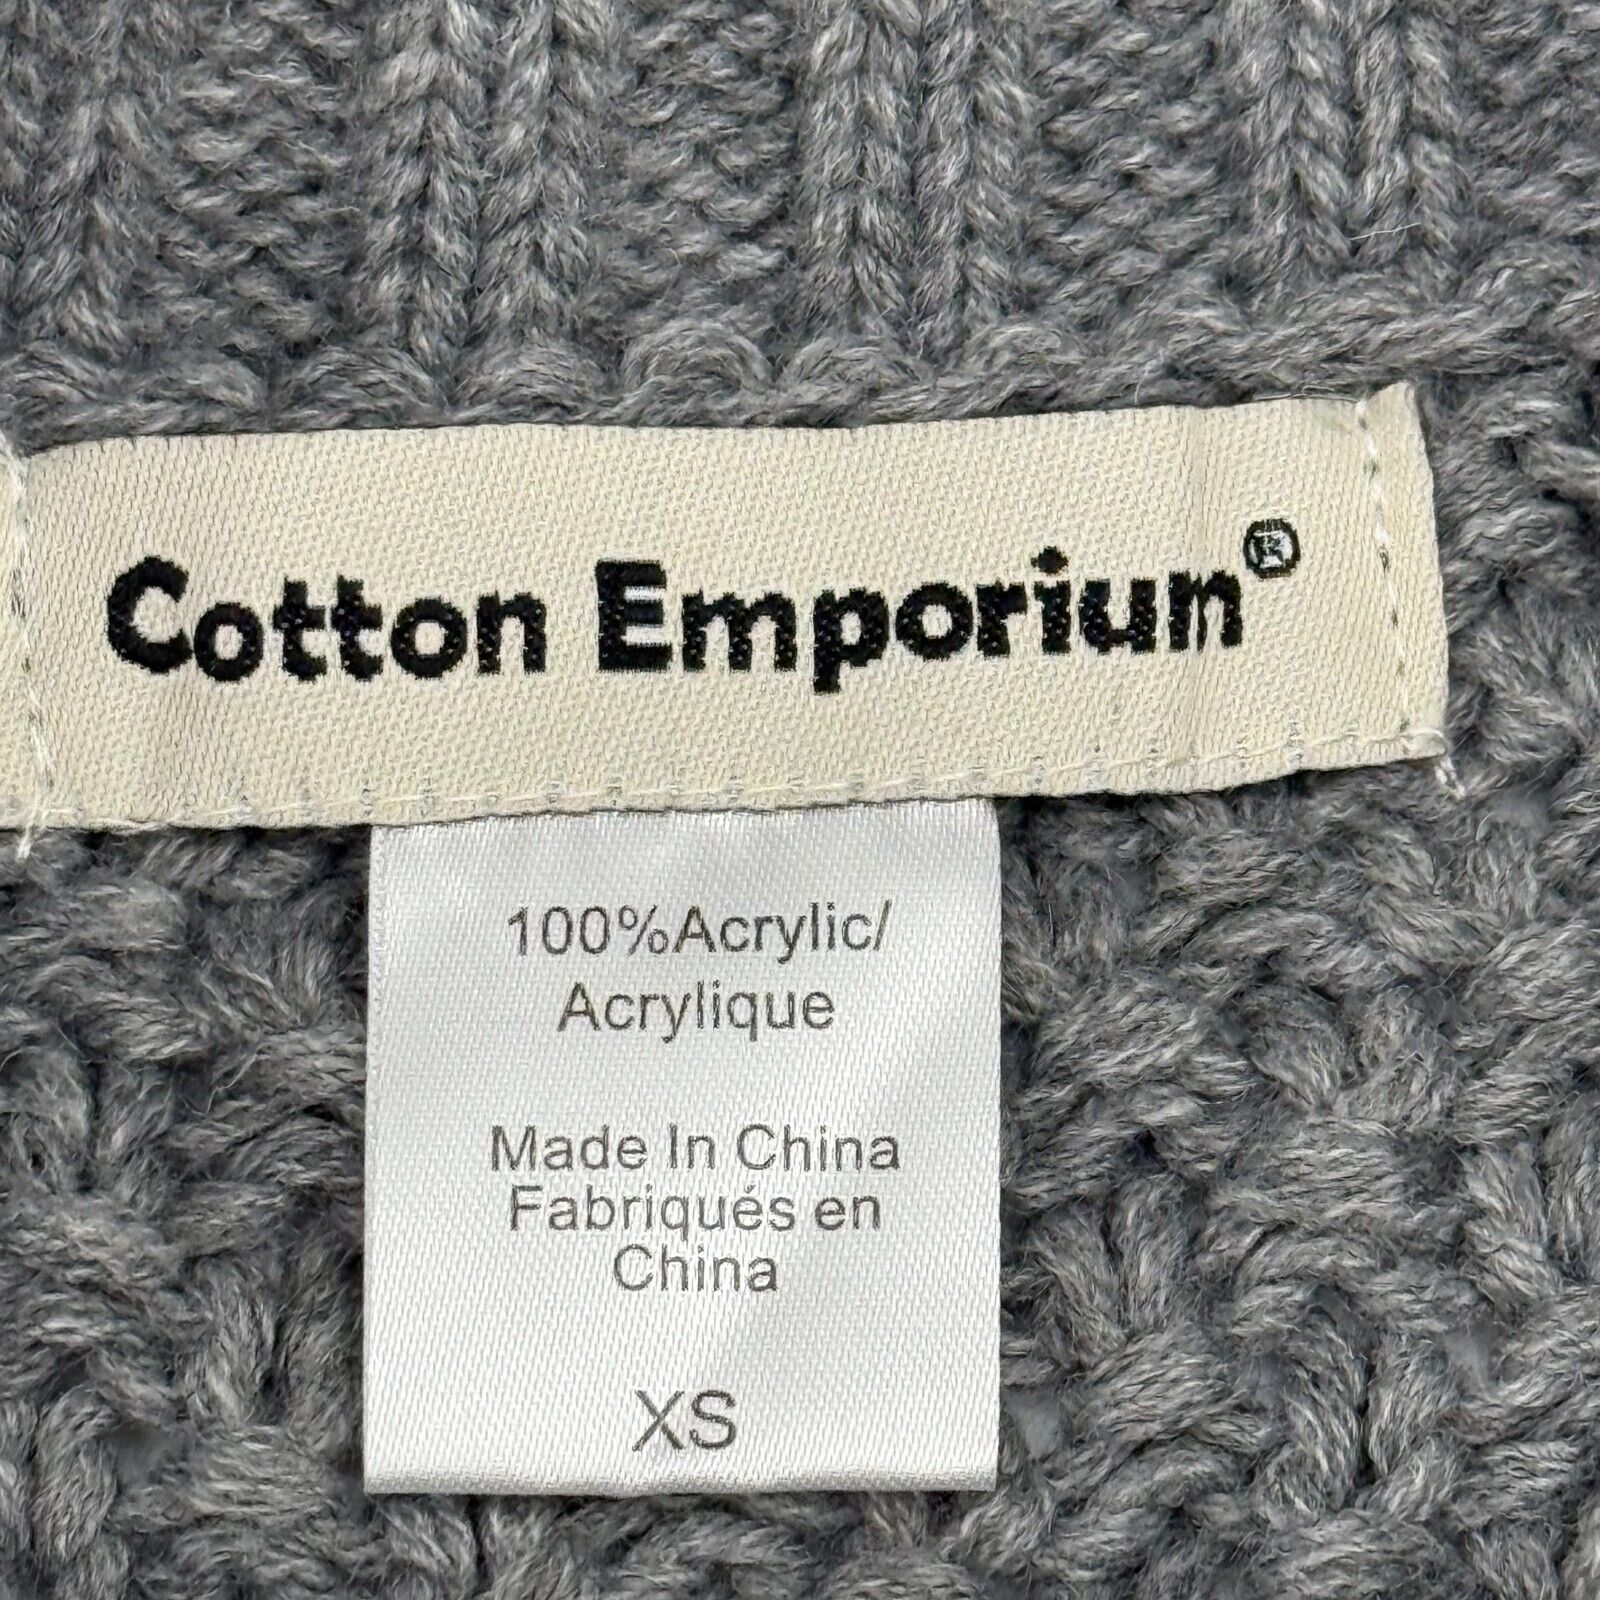 Cotton Emporium®
100%Acrylic/
Acrylique
Made In China
Fabriqués en
China
XS